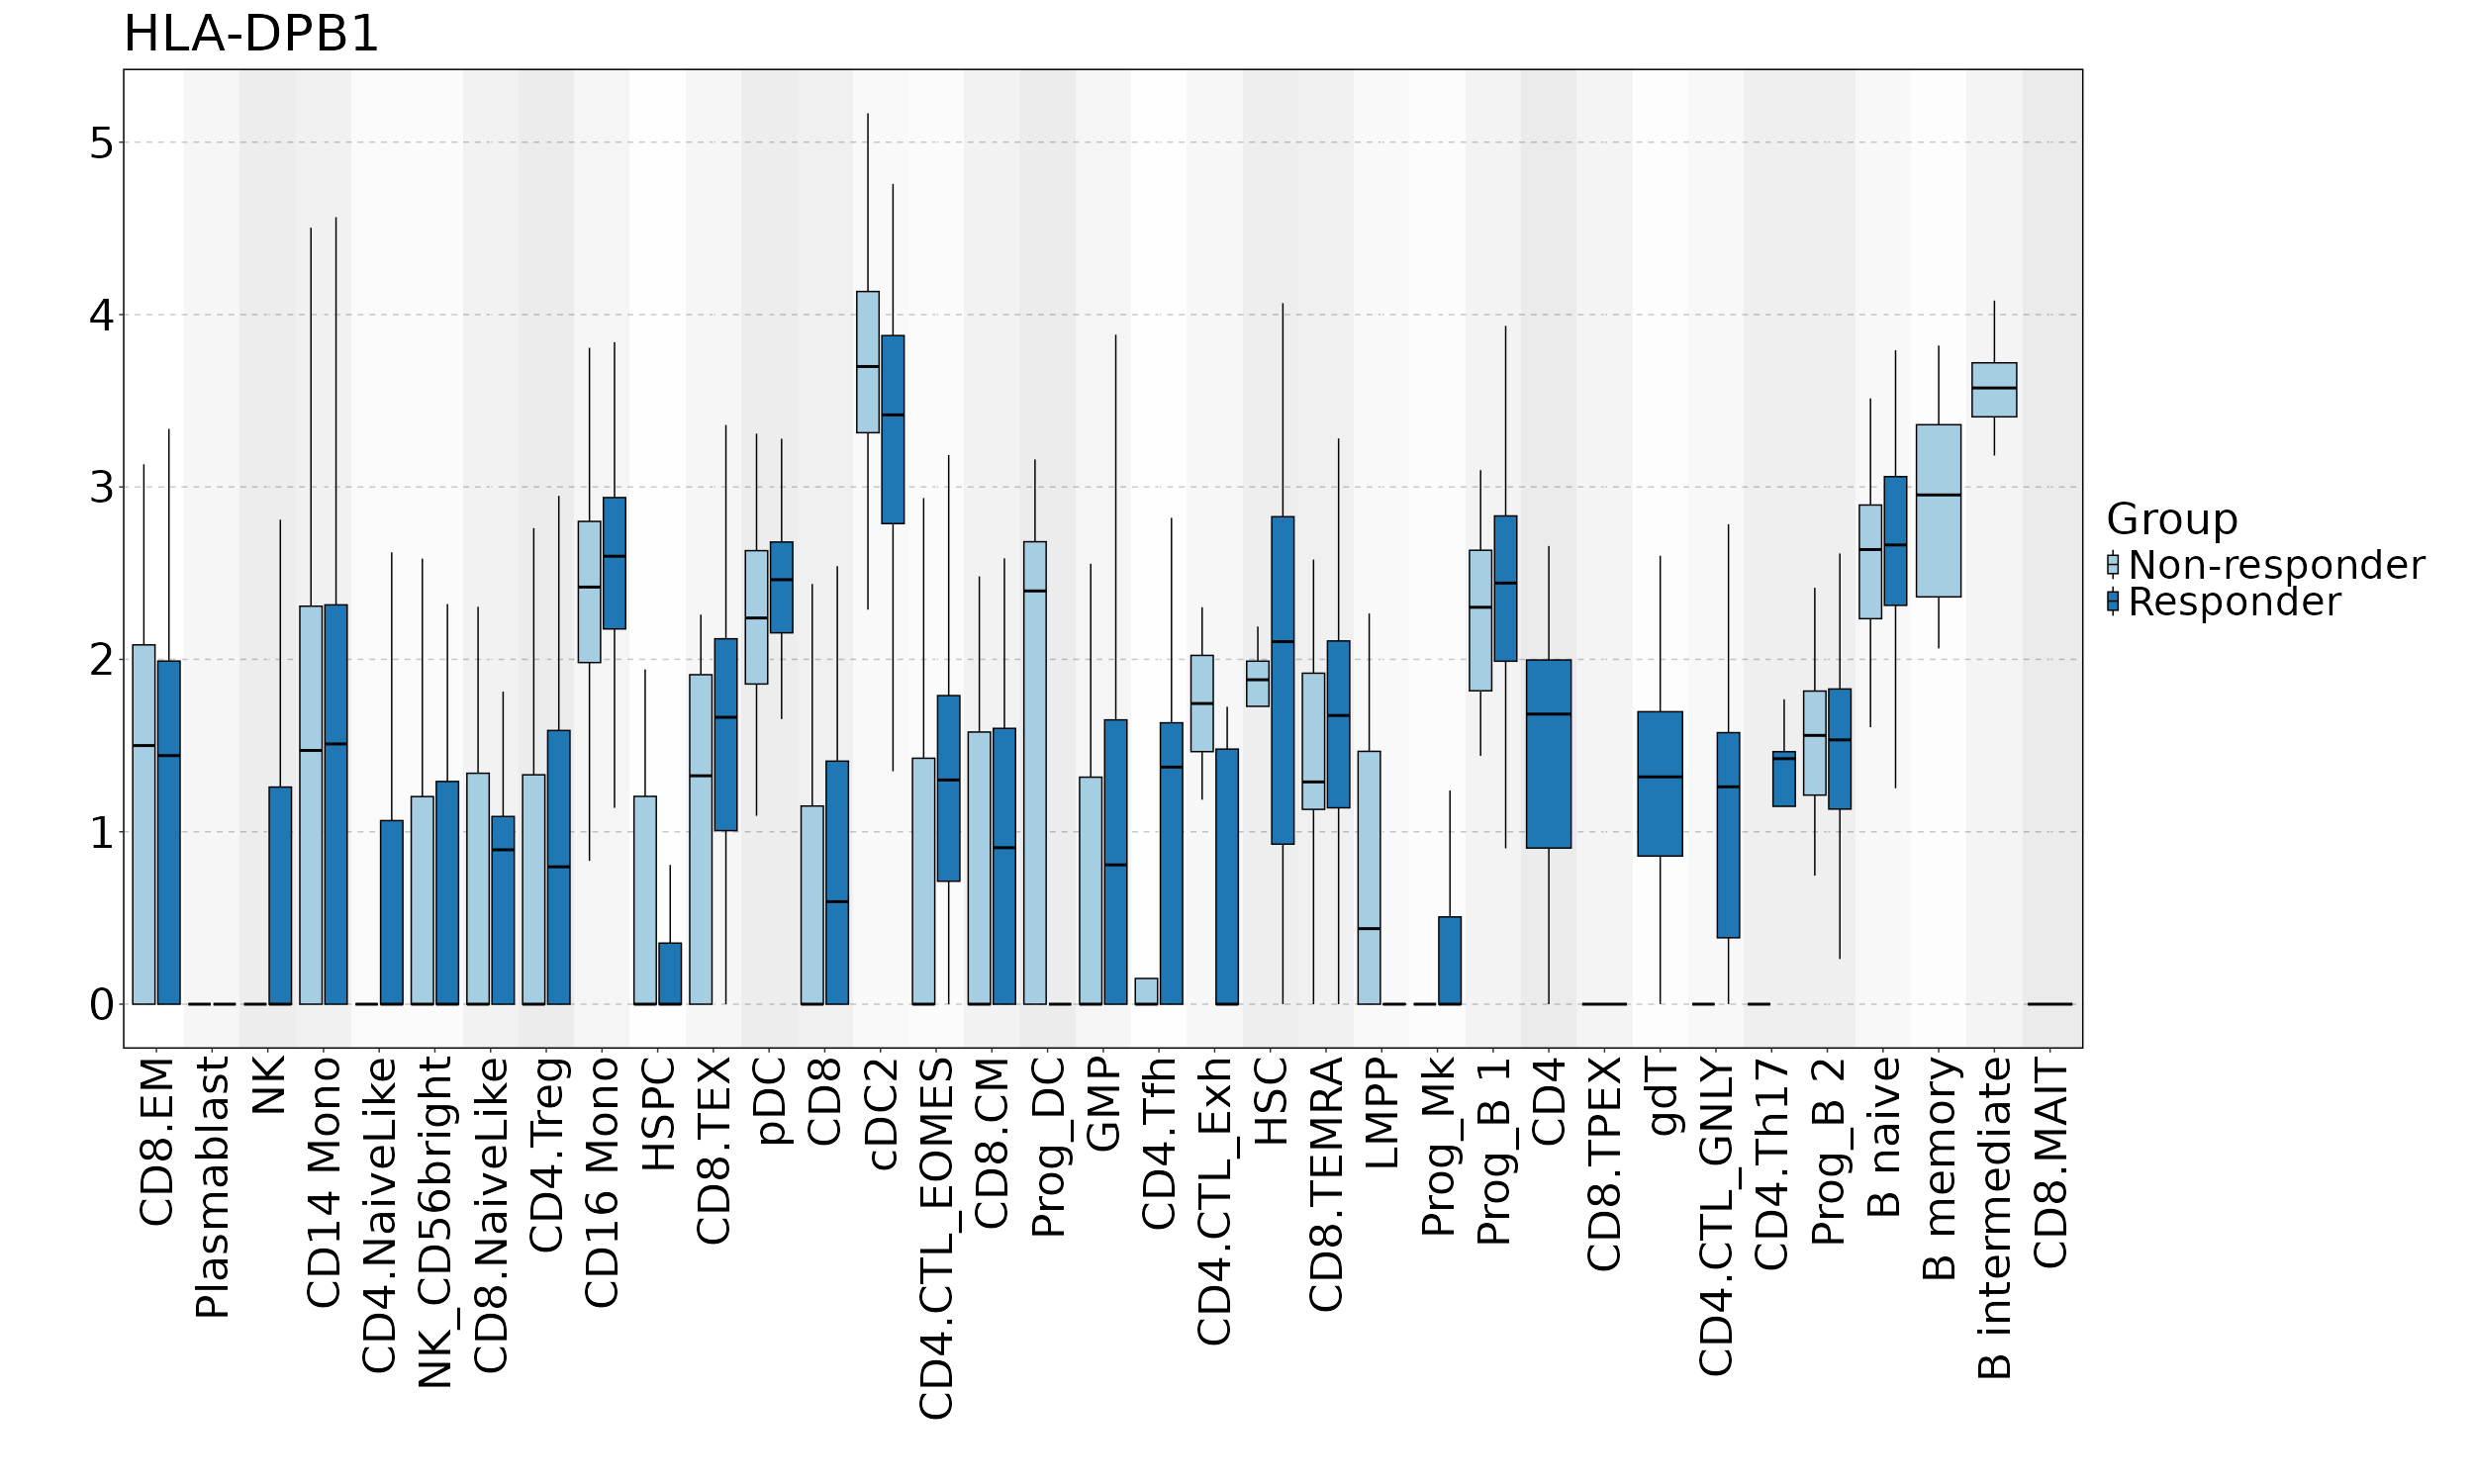 HLA-DPB1
5
4
3
2
1
0
CD8.EM
Plasmablast
NK
CD14 Mono
CD4.NaiveLike
NK_CD56bright
CD8.NaiveLike
CD4.Treg
CD16 Mono
HSPC
CD8.TEX
pDC
CD8
cDC2
CD4.CTL_EOMES
CD8.CM
Prog_DC
GMP
CD4.Tfh
CD4.CTL_Exh
HSC
CD8.TEMRA
LMPP
Prog_Mk
Prog_B 1
CD4
CD8.TPEX
gdT
CD4.CTL_GNLY
CD4.Th17
Prog_B 2
B naive
B memory
B intermediate
CD8.MAIT
Group
Non-responder
Responder